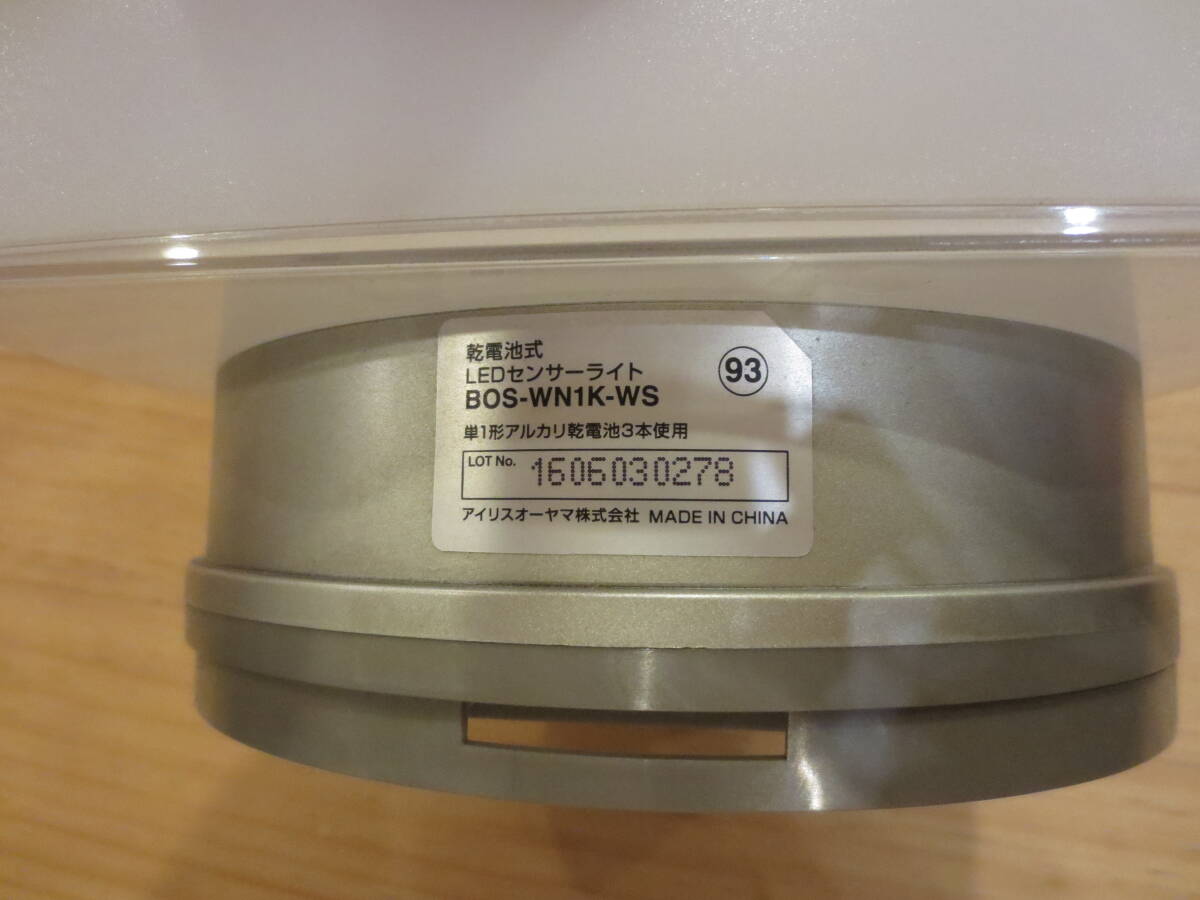 乾電池式
LEDセンサーライト
BOS-WN1K-WS
93
単1形アルカリ乾電池3本使用
LOT No. 1606030278
アイリスオーヤマ株式会社 MADE IN CHINA